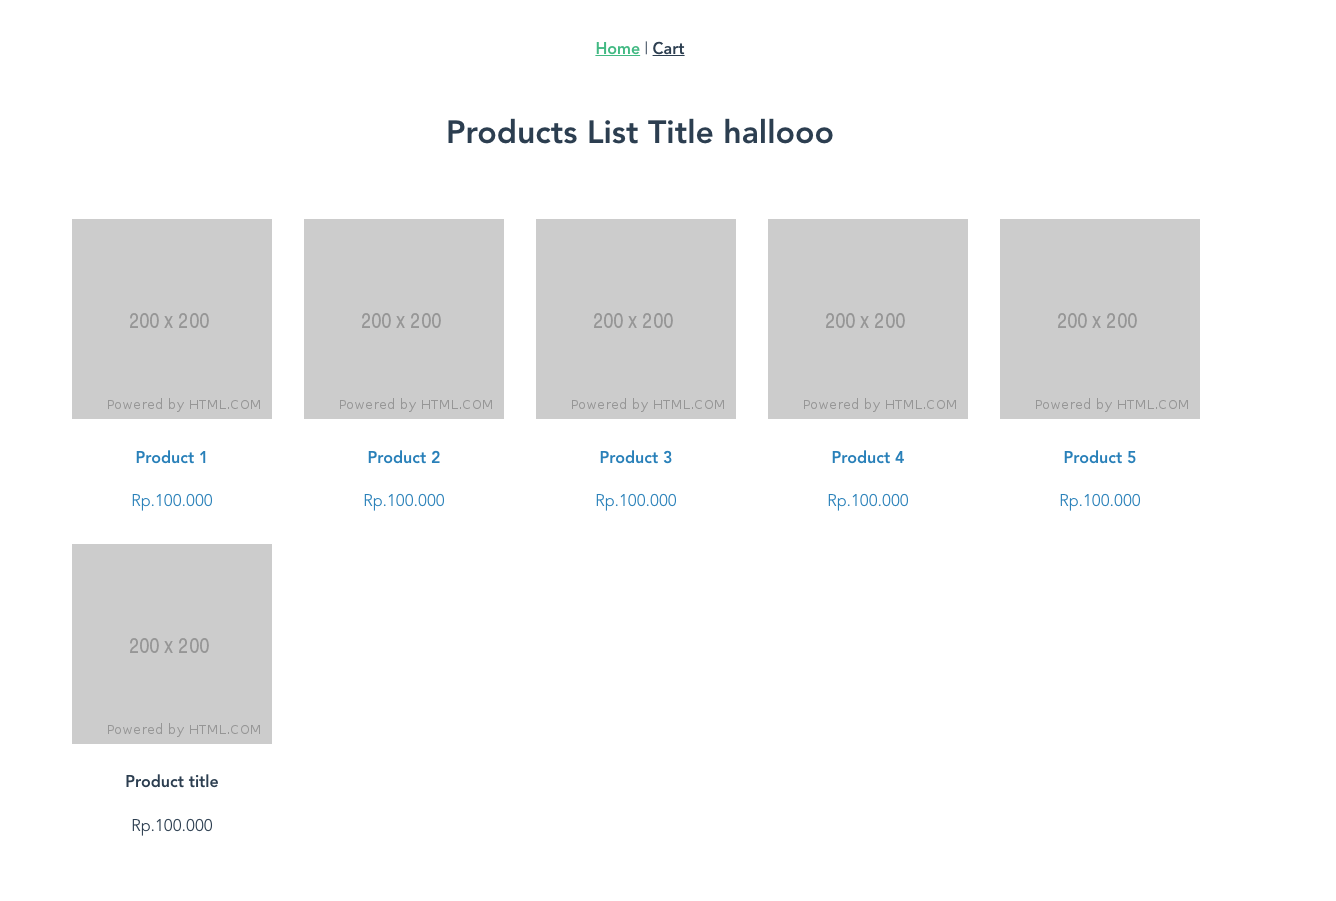 Home | Cart
Products List Title hallooo
200 x 200 200 x 200 200 x 200 200 x 200 200 x 200
Powered by HTML.COM Powered by HTML.COM Powered by HTML.COM Powered by HTML.COM Powered by HTML.COM
Product 1 Product 2 Product 3 Product 4 Product 5
Rp.100.000 Rp.100.000 Rp.100.000 Rp.100.000 Rp.100.000
200 x 200
Powered by HTML.COM
Product title
Rp.100.000